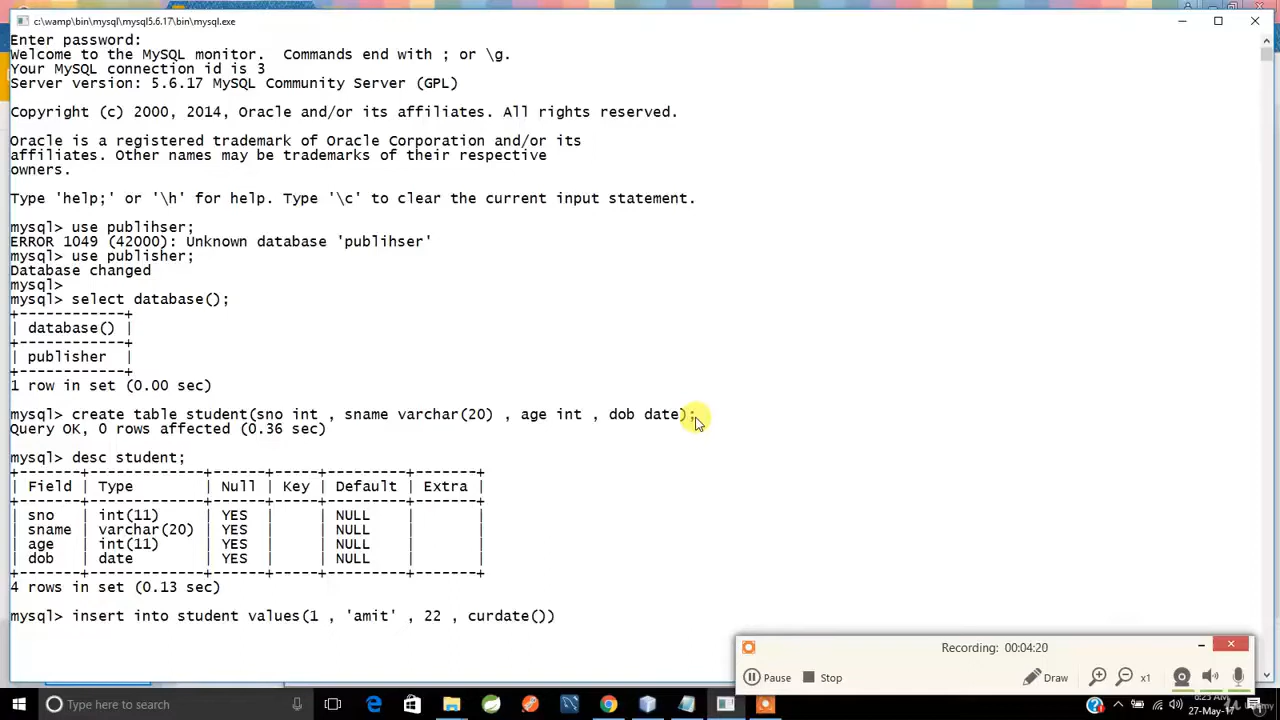 c:\wamp\bin\mysql\mysql5.6.17\bin\mysql.exe
Enter password:
Welcome to the MySQL monitor.  Commands end with ; or \g.
Your MySQL connection id is 3
Server version: 5.6.17 MySQL Community Server (GPL)
Copyright (c) 2000, 2014, Oracle and/or its affiliates. All rights reserved.
Oracle is a registered trademark of Oracle Corporation and/or its
affiliates. Other names may be trademarks of their respective
owners.
Type 'help;' or '\h' for help. Type '\c' to clear the current input statement.
mysql> use publihser;
ERROR 1049 (42000): Unknown database 'publihser'
mysql> use publisher;
Database changed
mysql>
mysql> select database();
+------------+
| database() |
+------------+
| publisher  |
+------------+
1 row in set (0.00 sec)
mysql> create table student(sno int , sname varchar(20) , age int , dob date);
Query OK, 0 rows affected (0.36 sec)
mysql> desc student;
+-------+-------------+------+-----+---------+-------+
| Field | Type        | Null | Key | Default | Extra |
+-------+-------------+------+-----+---------+-------+
| sno   | int(11)     | YES  |     | NULL    |       |
| sname | varchar(20) | YES  |     | NULL    |       |
| age   | int(11)     | YES  |     | NULL    |       |
| dob   | date        | YES  |     | NULL    |       |
+-------+-------------+------+-----+---------+-------+
4 rows in set (0.13 sec)
mysql> insert into student values(1 , 'amit' , 22 , curdate())
Recording: 00:04:20
Pause Stop Draw x1
Type here to search
6:25 AM
27-May-17